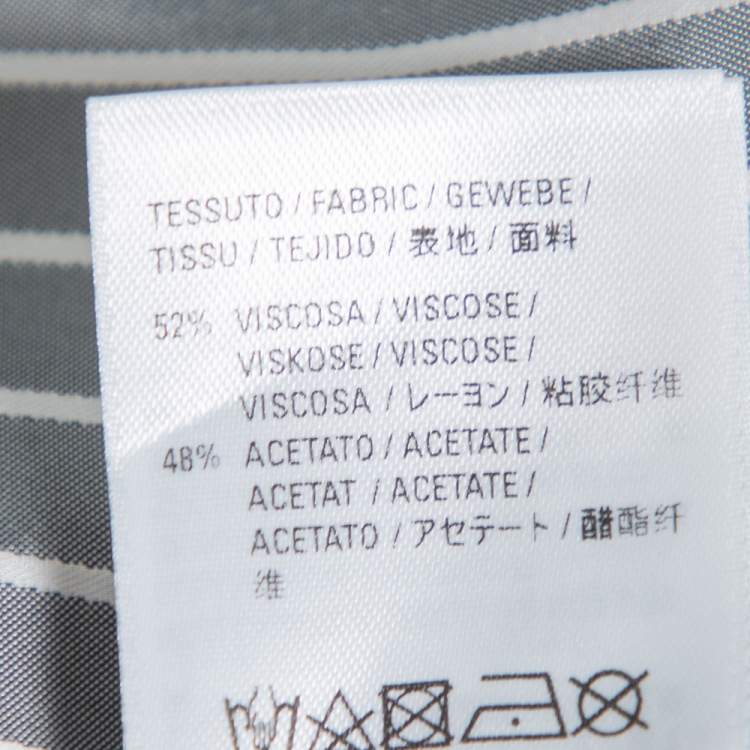 TESSUTO / FABRIC / GEWEBE /
TISSU / TEJIDO / 表地 / 面料
52% VISCOSA / VISCOSE /
VISKOSE / VISCOSE /
VISCOSA / レーヨン / 粘胶纤维
48% ACETATO / ACETATE /
ACETAT / ACETATE /
ACETATO / アセテート / 醋酯纤
维